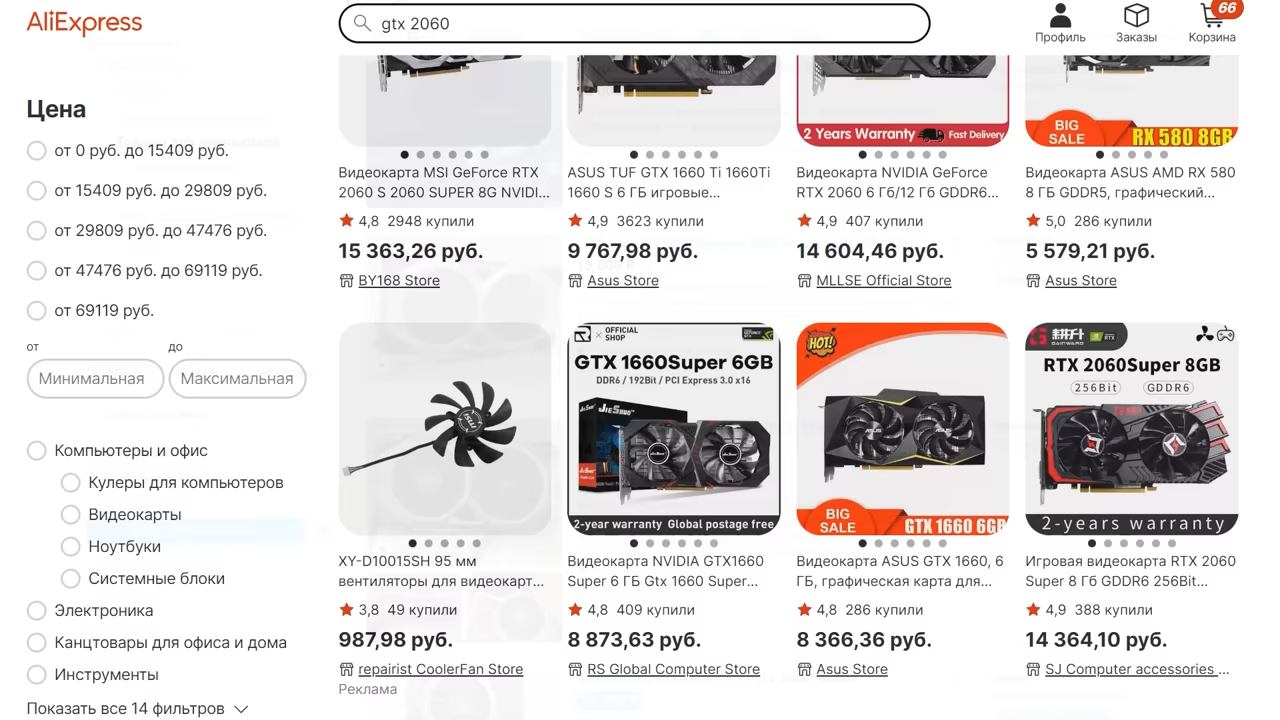 AliExpress
gtx 2060
66
Профиль
Заказы
Корзина
Цена
от 0 руб. до 15409 руб.
от 15409 руб. до 29809 руб.
от 29809 руб. до 47476 руб.
от 47476 руб. до 69119 руб.
от 69119 руб.
от
до
Минимальная
Максимальная
Компьютеры и офис
Кулеры для компьютеров
Видеокарты
Ноутбуки
Системные блоки
Электроника
Канцтовары для офиса и дома
Инструменты
Показать все 14 фильтров
Видеокарта MSI GeForce RTX
2060 S 2060 SUPER 8G NVIDI...
4,8 2948 купили
15 363,26 руб.
BY168 Store
ASUS TUF GTX 1660 Ti 1660Ti
1660 S 6 ГБ игровые...
4,9 3623 купили
9 767,98 руб.
Asus Store
2 Years Warranty Fast Delivery
Видеокарта NVIDIA GeForce
RTX 2060 6 Гб/12 Гб GDDR6...
4,9 407 купили
14 604,46 руб.
MLLSE Official Store
BIG
SALE
RX 580 8GB
Видеокарта ASUS AMD RX 580
8 ГБ GDDR5, графический...
5,0 286 купили
5 579,21 руб.
Asus Store
XY-D10015SH 95 мм
вентиляторы для видеокарт...
3,8 49 купили
987,98 руб.
repairist CoolerFan Store
Реклама
OFFICIAL
SHOP
GTX 1660Super 6GB
DDR6 / 192Bit / PCI Express 3.0 x16
JIESHUO
2-year warranty Global postage free
Видеокарта NVIDIA GTX1660
Super 6 ГБ Gtx 1660 Super...
4,8 409 купили
8 873,63 руб.
RS Global Computer Store
HOT!
BIG
SALE
GTX 1660 6GB
Видеокарта ASUS GTX 1660, 6
ГБ, графическая карта для...
4,8 286 купили
8 366,36 руб.
Asus Store
耕升
GAINWARD
RTX 2060Super 8GB
256Bit
GDDR6
2-years warranty
Игровая видеокарта RTX 2060
Super 8 Гб GDDR6 256Bit...
4,9 388 купили
14 364,10 руб.
SJ Computer accessories ...